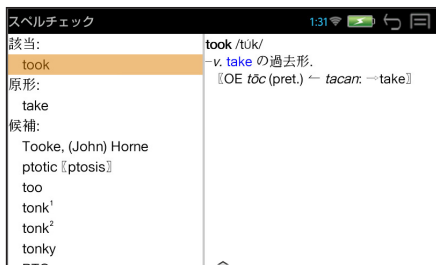 スペルチェック 1:31
該当:
took
原形:
take
候補:
Tooke, (John) Horne
ptotic〖ptosis〗
too
tonk¹
tonk²
tonky
took /tʊ́k/
−v. take の過去形.
〖OE tōc (pret.) ← tacan: ⇨take〗